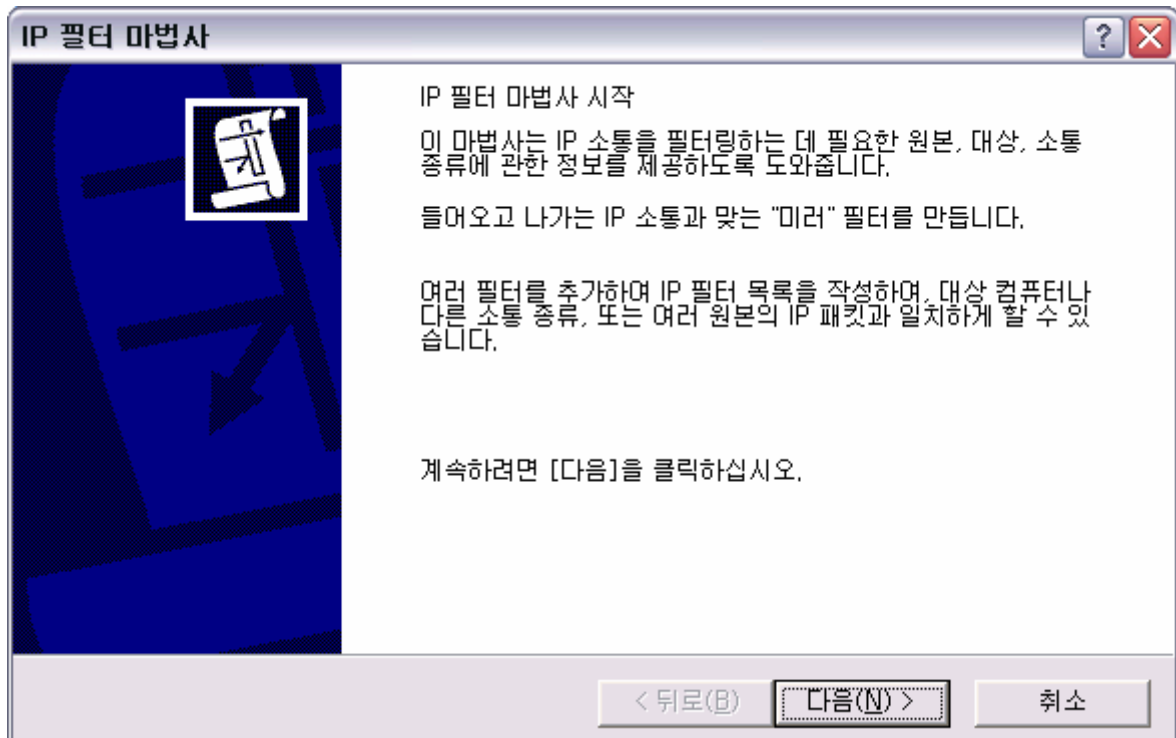 IP 필터 마법사
IP 필터 마법사 시작
이 마법사는 IP 소통을 필터링하는 데 필요한 원본, 대상, 소통
종류에 관한 정보를 제공하도록 도와줍니다.
들어오고 나가는 IP 소통과 맞는 "미러" 필터를 만듭니다.
여러 필터를 추가하여 IP 필터 목록을 작성하여, 대상 컴퓨터나
다른 소통 종류, 또는 여러 원본의 IP 패킷과 일치하게 할 수 있
습니다.
계속하려면 [다음]을 클릭하십시오.
< 뒤로(B) 다음(N) > 취소